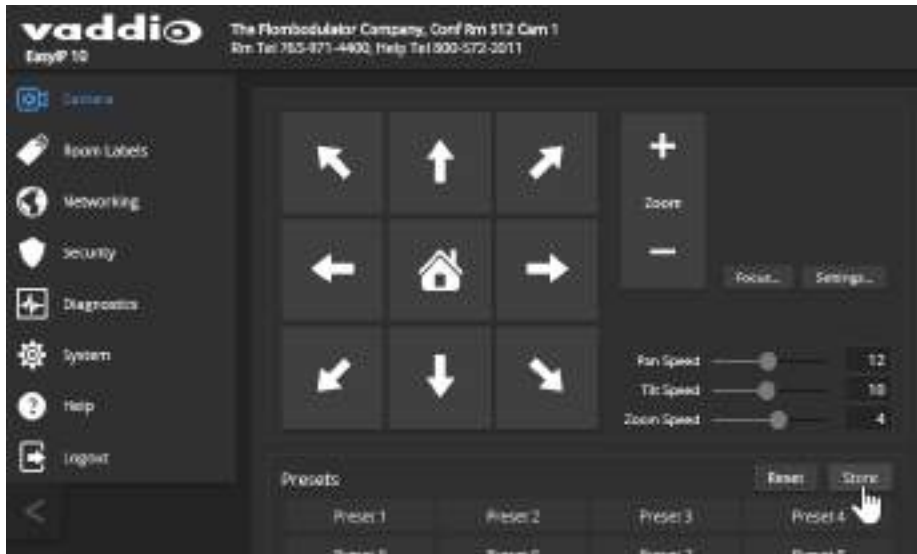 vaddio
EasyIP 10
The Flombodulator Company, Conf Rm 512 Cam 1
Rm Tel 765-971-4400, Help Tel 800-572-2011
Camera
Room Labels
Networking
Security
Diagnostics
System
Help
Logout
+
Zoom
−
Focus...
Settings...
Pan Speed 12
Tilt Speed 10
Zoom Speed 4
Presets
Reset
Store
Preset 1
Preset 2
Preset 3
Preset 4